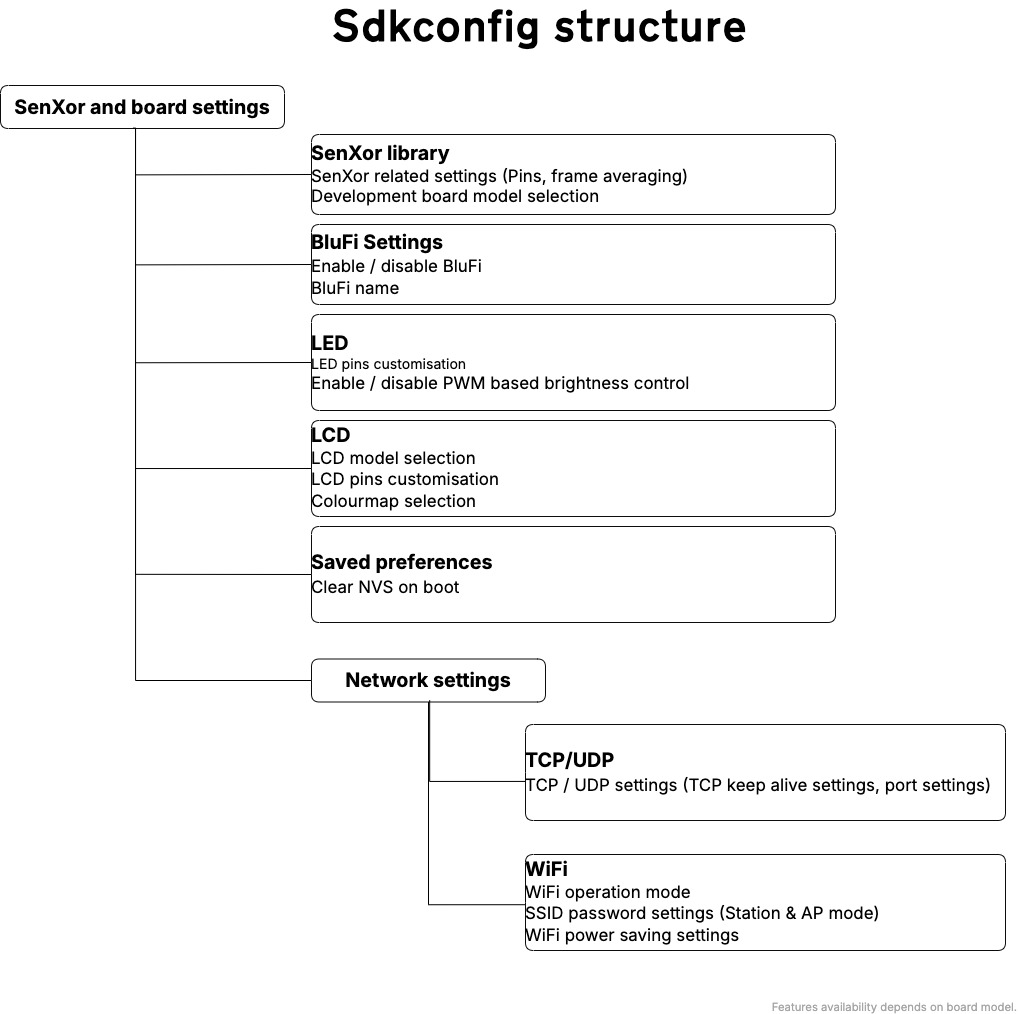 Sdkconfig structure
SenXor and board settings
SenXor library
SenXor related settings (Pins, frame averaging)
Development board model selection
BluFi Settings
Enable / disable BluFi
BluFi name
LED
LED pins customisation
Enable / disable PWM based brightness control
LCD
LCD model selection
LCD pins customisation
Colourmap selection
Saved preferences
Clear NVS on boot
Network settings
TCP/UDP
TCP / UDP settings (TCP keep alive settings, port settings)
WiFi
WiFi operation mode
SSID password settings (Station & AP mode)
WiFi power saving settings
Features availability depends on board model.